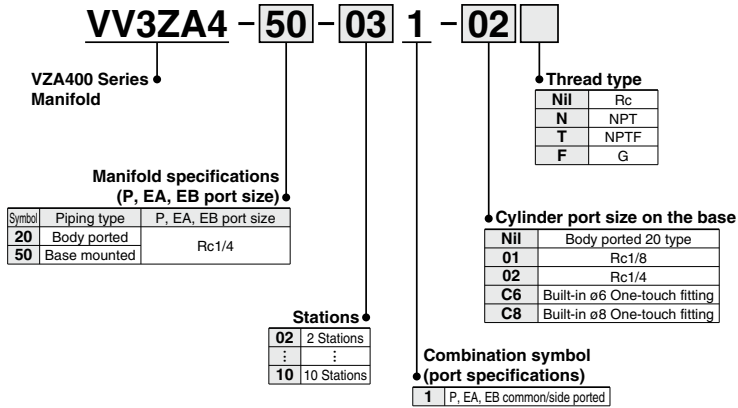 VV3ZA4 - 50 - 03 1 - 02
VZA400 Series
Manifold
Thread type
Nil Rc
N NPT
T NPTF
F G
Manifold specifications
(P, EA, EB port size)
Symbol Piping type P, EA, EB port size
20 Body ported Rc1/4
50 Base mounted
Cylinder port size on the base
Nil Body ported 20 type
01 Rc1/8
02 Rc1/4
C6 Built-in ø6 One-touch fitting
C8 Built-in ø8 One-touch fitting
Stations
02 2 Stations
⋮ ⋮
10 10 Stations
Combination symbol
(port specifications)
1 P, EA, EB common/side ported